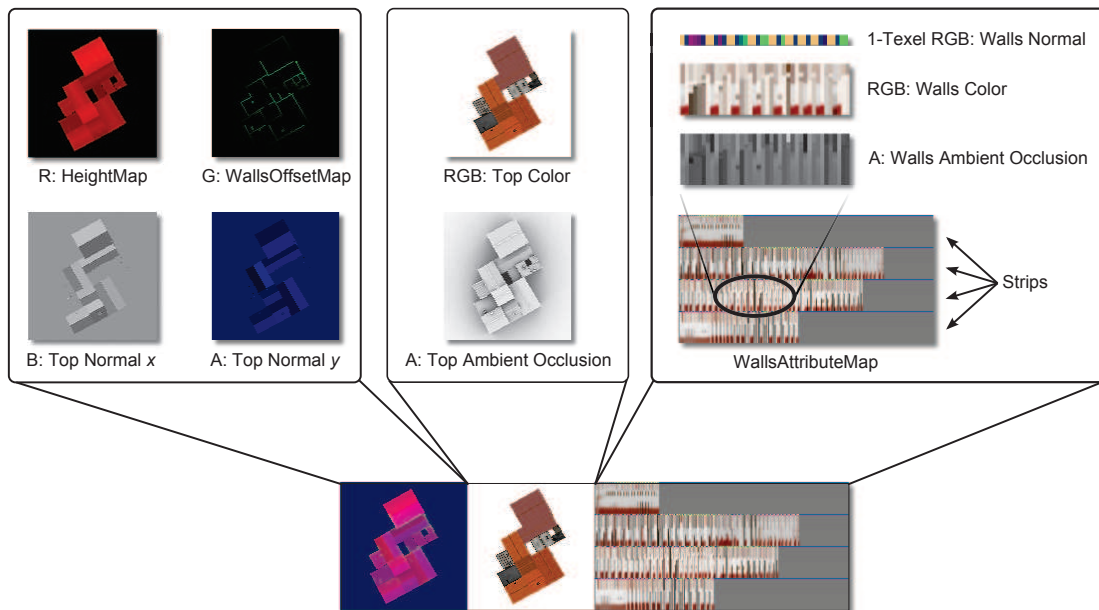 R: HeightMap
G: WallsOffsetMap
B: Top Normal x
A: Top Normal y
RGB: Top Color
A: Top Ambient Occlusion
1-Texel RGB: Walls Normal
RGB: Walls Color
A: Walls Ambient Occlusion
Strips
WallsAttributeMap